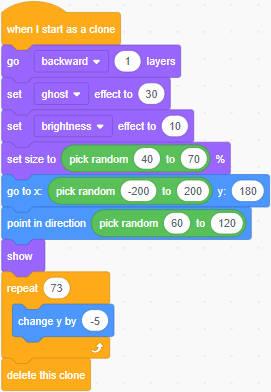 when I start as a clone
go backward 1 layers
set ghost effect to 30
set brightness effect to 10
set size to pick random 40 to 70 %
go to x: pick random -200 to 200 y: 180
point in direction pick random 60 to 120
show
repeat 73
change y by -5
delete this clone